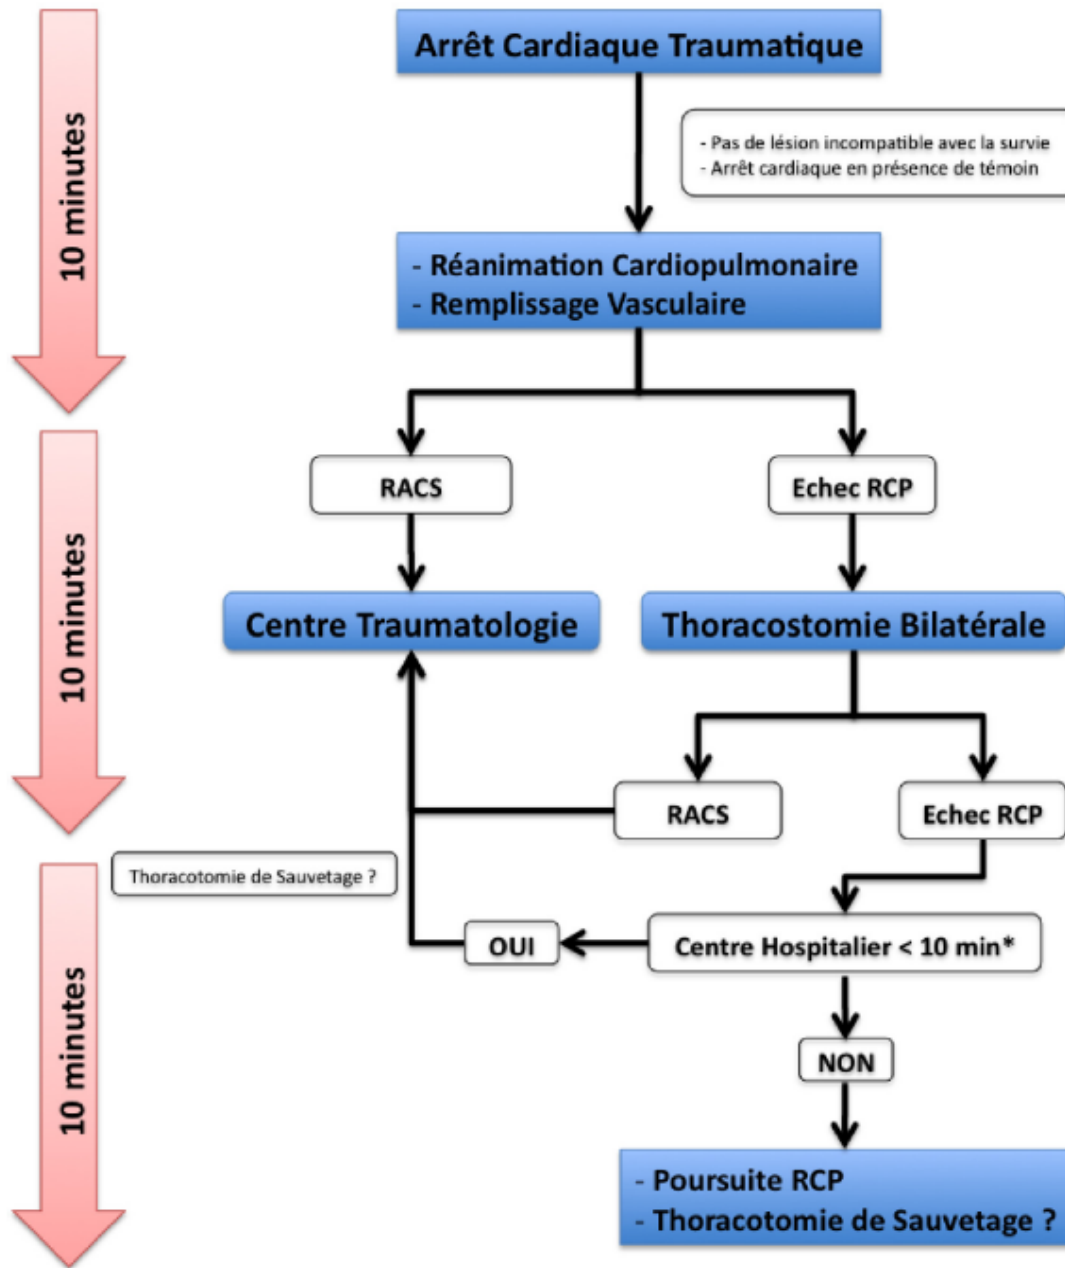 Arrêt Cardiaque Traumatique
10 minutes
- Pas de lésion incompatible avec la survie
- Arrêt cardiaque en présence de témoin
- Réanimation Cardiopulmonaire
- Remplissage Vasculaire
RACS
Echec RCP
10 minutes
Centre Traumatologie
Thoracostomie Bilatérale
RACS
Echec RCP
Thoracotomie de Sauvetage ?
OUI
Centre Hospitalier < 10 min*
10 minutes
NON
- Poursuite RCP
- Thoracotomie de Sauvetage ?